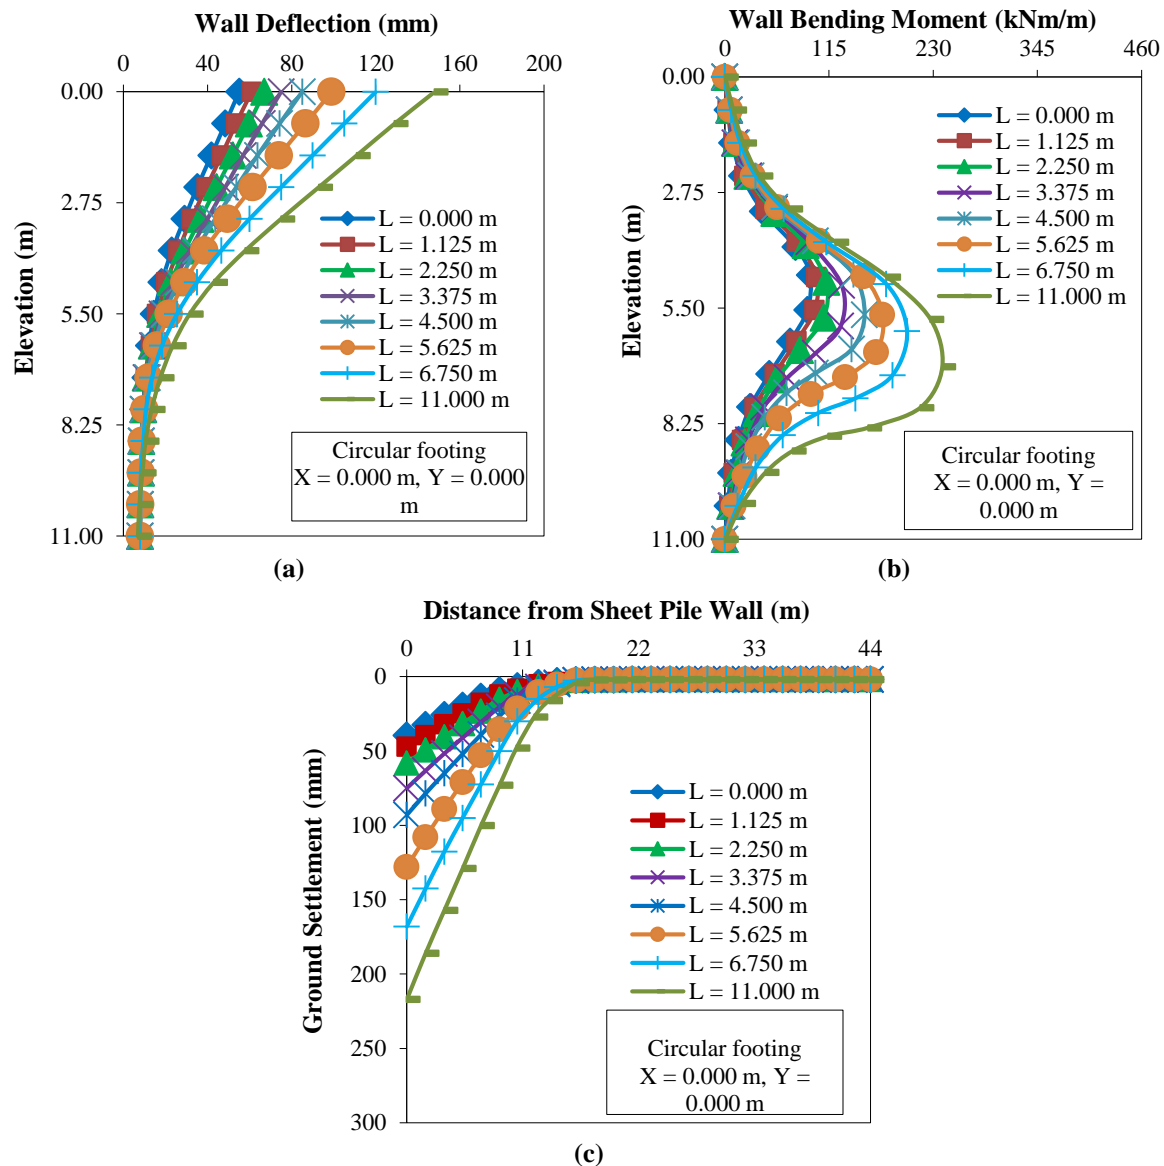 Wall Deflection (mm)
0 40 80 120 160 200
Elevation (m)
0.00
2.75
5.50
8.25
11.00
L = 0.000 m
L = 1.125 m
L = 2.250 m
L = 3.375 m
L = 4.500 m
L = 5.625 m
L = 6.750 m
L = 11.000 m
Circular footing
X = 0.000 m, Y = 0.000
m
(a)
Wall Bending Moment (kNm/m)
0 115 230 345 460
Elevation (m)
0.00
2.75
5.50
8.25
11.00
L = 0.000 m
L = 1.125 m
L = 2.250 m
L = 3.375 m
L = 4.500 m
L = 5.625 m
L = 6.750 m
L = 11.000 m
Circular footing
X = 0.000 m, Y =
0.000 m
(b)
Distance from Sheet Pile Wall (m)
0 11 22 33 44
Ground Settlement (mm)
0
50
100
150
200
250
300
L = 0.000 m
L = 1.125 m
L = 2.250 m
L = 3.375 m
L = 4.500 m
L = 5.625 m
L = 6.750 m
L = 11.000 m
Circular footing
X = 0.000 m, Y =
0.000 m
(c)